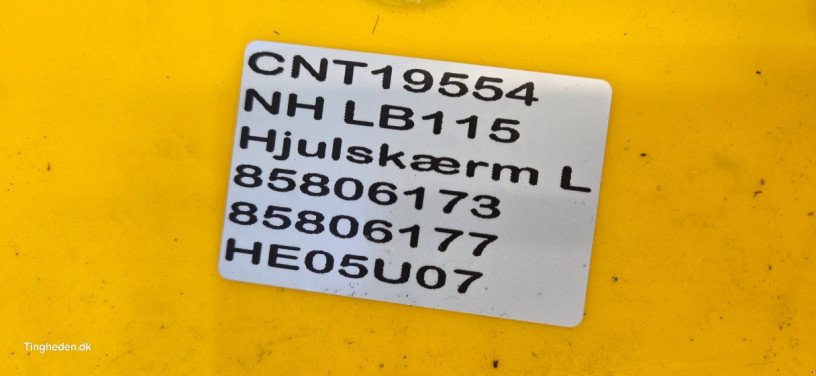 CNT19554
NH LB115
Hjulskærm L
85806173
85806177
HE05U07
Tingheden.dk